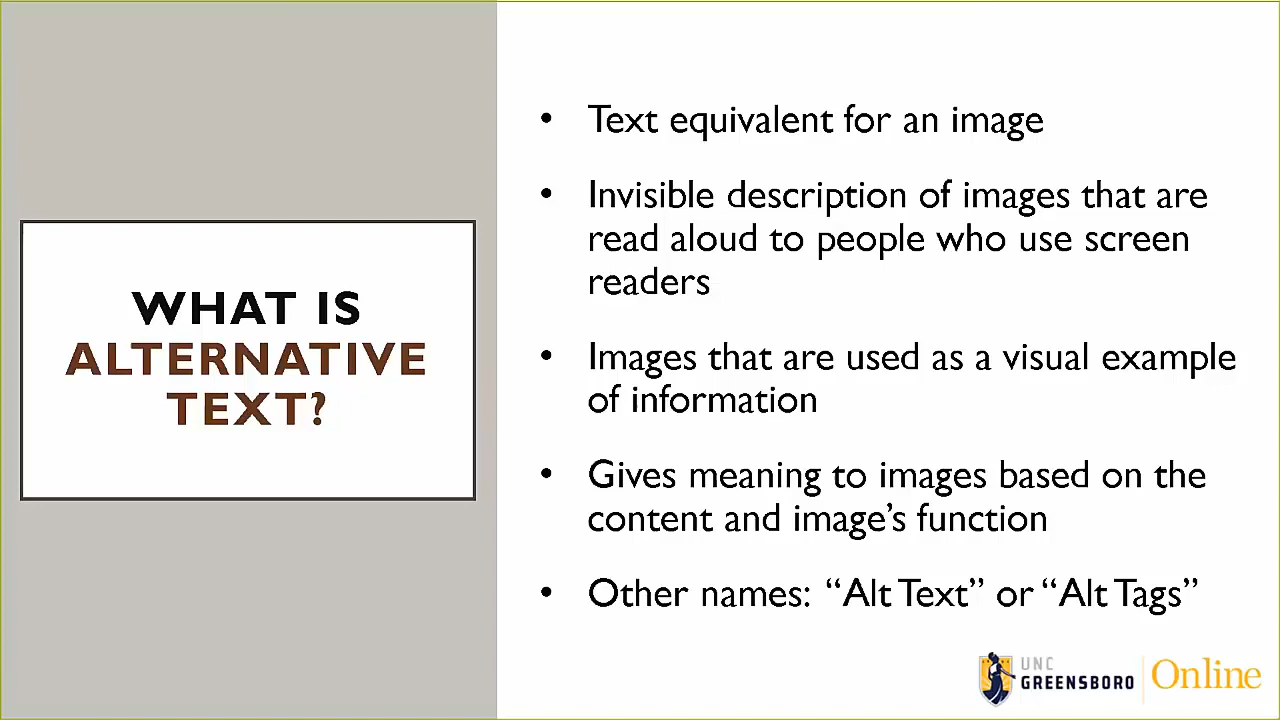 WHAT IS
ALTERNATIVE
TEXT?
• Text equivalent for an image
• Invisible description of images that are
read aloud to people who use screen
readers
• Images that are used as a visual example
of information
• Gives meaning to images based on the
content and image’s function
• Other names: “Alt Text” or “Alt Tags”
UNC
GREENSBORO
Online